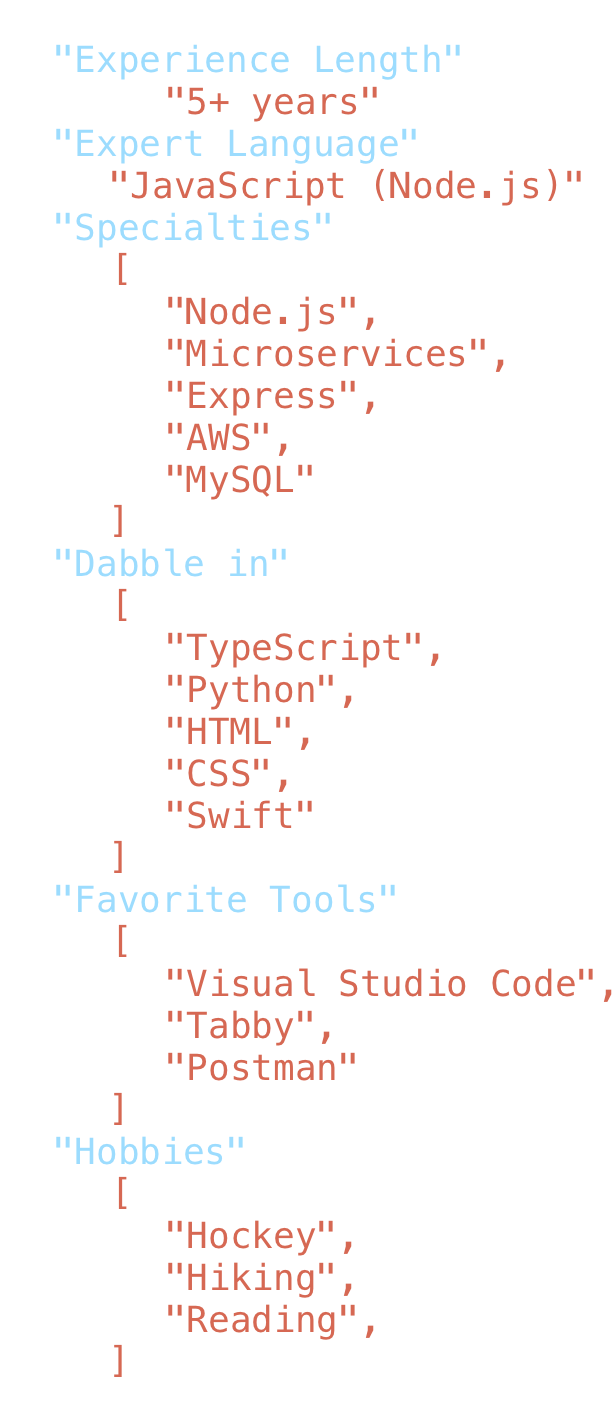 "Experience Length"
"5+ years"
"Expert Language"
"JavaScript (Node.js)"
"Specialties"
[
"Node.js",
"Microservices",
"Express",
"AWS",
"MySQL"
]
"Dabble in"
[
"TypeScript",
"Python",
"HTML",
"CSS",
"Swift"
]
"Favorite Tools"
[
"Visual Studio Code",
"Tabby",
"Postman"
]
"Hobbies"
[
"Hockey",
"Hiking",
"Reading",
]